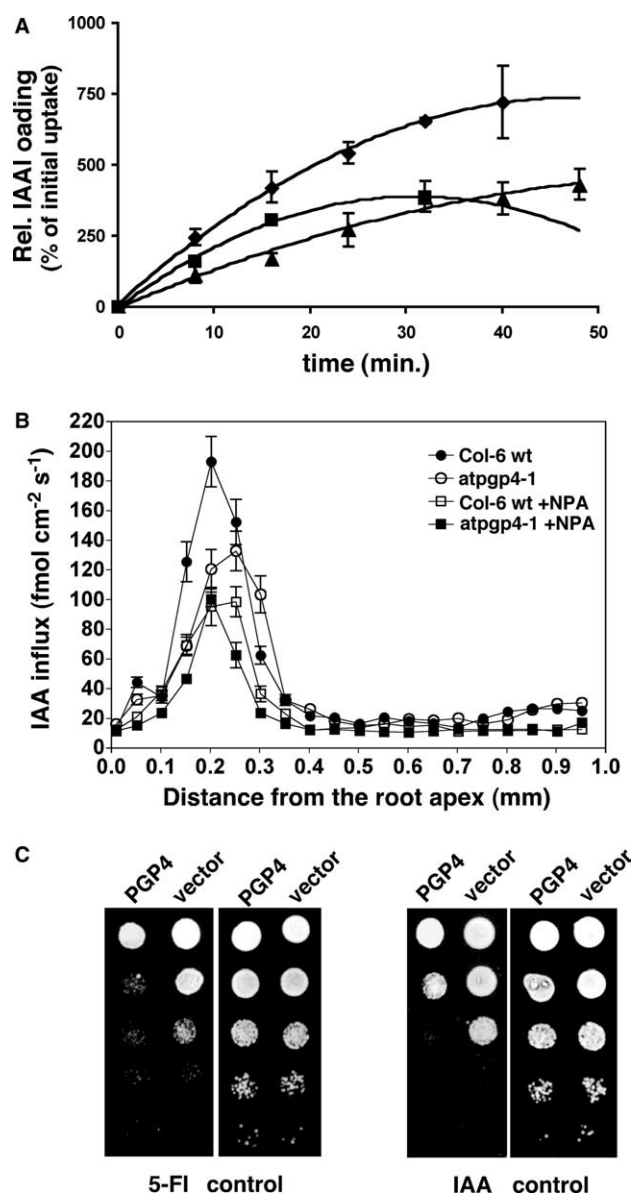 A
1000
750
500
250
0
Rel. IAAl oading
(% of initial uptake)
0 10 20 30 40 50
time (min.)
B
220
200
180
160
140
120
100
80
60
40
20
0
IAA influx (fmol cm⁻² s⁻¹)
Col-6 wt
atpgp4-1
Col-6 wt +NPA
atpgp4-1 +NPA
0.0 0.1 0.2 0.3 0.4 0.5 0.6 0.7 0.8 0.9 1.0
Distance from the root apex (mm)
C
PGP4 vector PGP4 vector PGP4 vector PGP4 vector
5-FI control IAA control